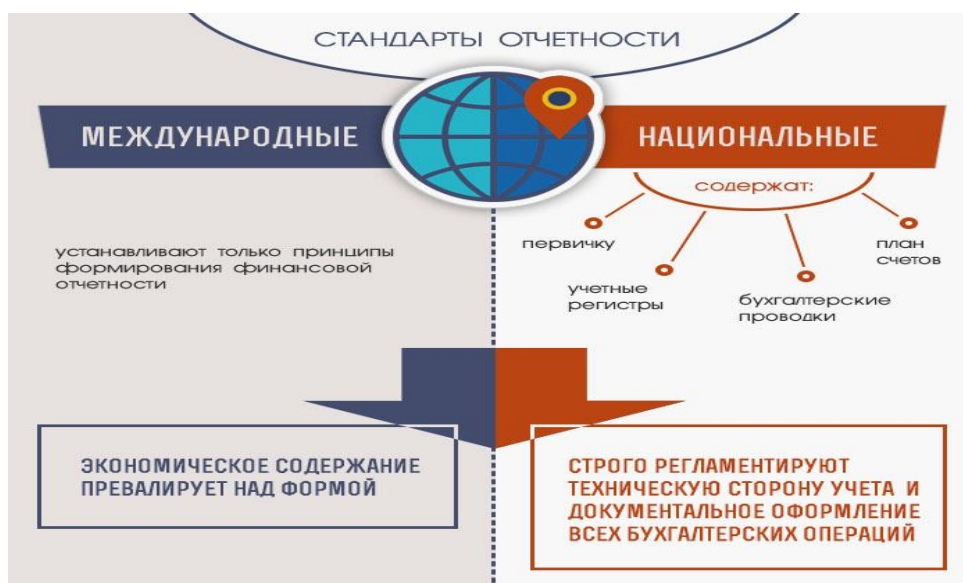 СТАНДАРТЫ ОТЧЕТНОСТИ
МЕЖДУНАРОДНЫЕ
НАЦИОНАЛЬНЫЕ
устанавливают только принципы
формирования финансовой
отчетности
содержат:
первичку
учетные
регистры
бухгалтерские
проводки
план
счетов
ЭКОНОМИЧЕСКОЕ СОДЕРЖАНИЕ
ПРЕВАЛИРУЕТ НАД ФОРМОЙ
СТРОГО РЕГЛАМЕНТИРУЮТ
ТЕХНИЧЕСКУЮ СТОРОНУ УЧЕТА И
ДОКУМЕНТАЛЬНОЕ ОФОРМЛЕНИЕ
ВСЕХ БУХГАЛТЕРСКИХ ОПЕРАЦИЙ